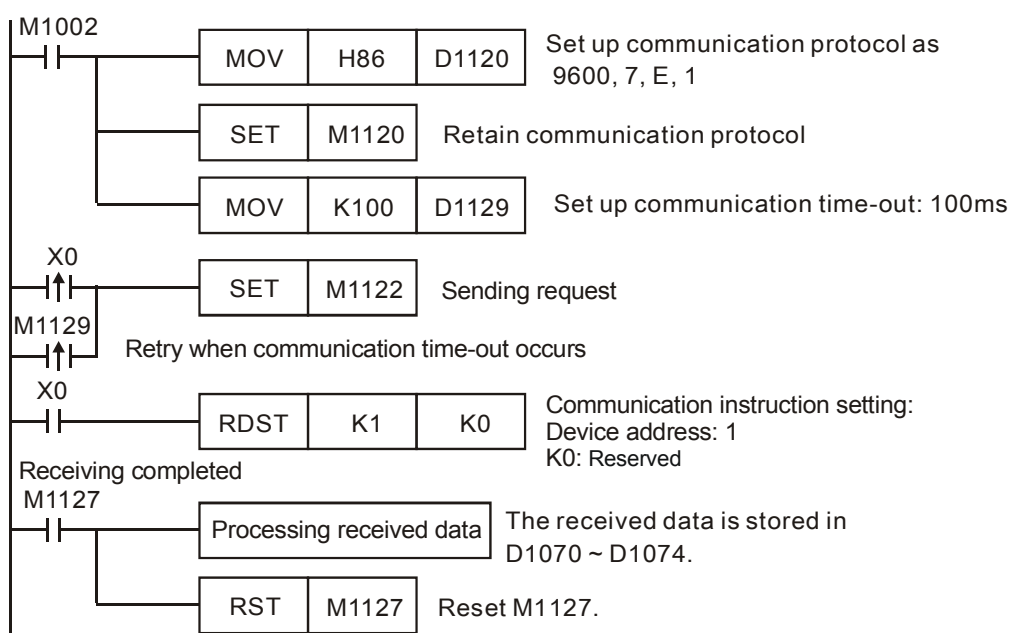 M1002
MOV H86 D1120 Set up communication protocol as
9600, 7, E, 1
SET M1120 Retain communication protocol
MOV K100 D1129 Set up communication time-out: 100ms
X0
SET M1122 Sending request
M1129
Retry when communication time-out occurs
X0
RDST K1 K0 Communication instruction setting:
Device address: 1
K0: Reserved
Receiving completed
M1127
Processing received data The received data is stored in
D1070 ~ D1074.
RST M1127 Reset M1127.